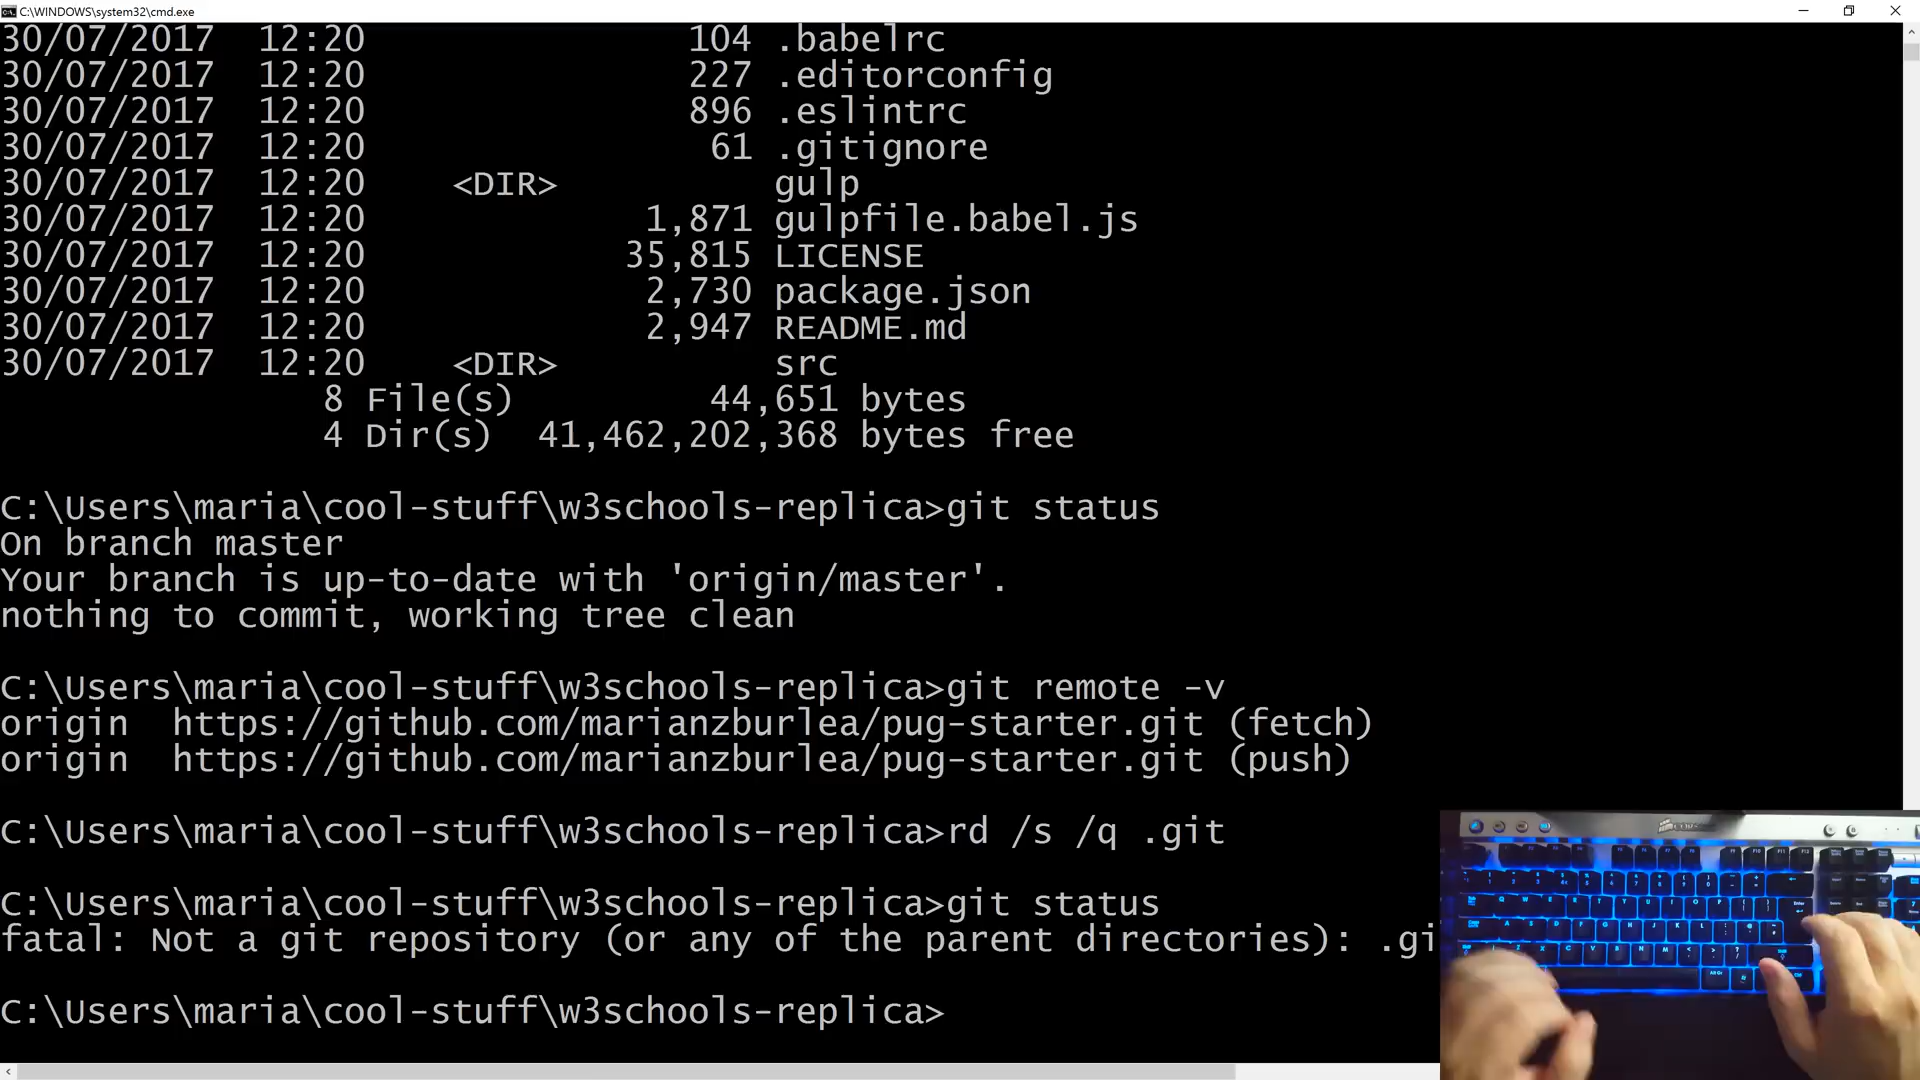 C:\WINDOWS\system32\cmd.exe
30/07/2017 12:20 104 .babelrc
30/07/2017 12:20 227 .editorconfig
30/07/2017 12:20 896 .eslintrc
30/07/2017 12:20 61 .gitignore
30/07/2017 12:20 <DIR> gulp
30/07/2017 12:20 1,871 gulpfile.babel.js
30/07/2017 12:20 35,815 LICENSE
30/07/2017 12:20 2,730 package.json
30/07/2017 12:20 2,947 README.md
30/07/2017 12:20 <DIR> src
8 File(s) 44,651 bytes
4 Dir(s) 41,462,202,368 bytes free
C:\Users\maria\cool-stuff\w3schools-replica>git status
On branch master
Your branch is up-to-date with 'origin/master'.
nothing to commit, working tree clean
C:\Users\maria\cool-stuff\w3schools-replica>git remote -v
origin https://github.com/marianzburlea/pug-starter.git (fetch)
origin https://github.com/marianzburlea/pug-starter.git (push)
C:\Users\maria\cool-stuff\w3schools-replica>rd /s /q .git
C:\Users\maria\cool-stuff\w3schools-replica>git status
fatal: Not a git repository (or any of the parent directories): .gi
C:\Users\maria\cool-stuff\w3schools-replica>